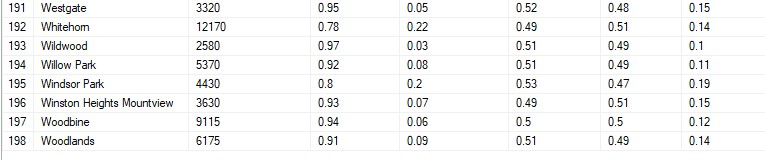 191 Westgate 3320 0.95 0.05 0.52 0.48 0.15
192 Whitehorn 12170 0.78 0.22 0.49 0.51 0.14
193 Wildwood 2580 0.97 0.03 0.51 0.49 0.1
194 Willow Park 5370 0.92 0.08 0.51 0.49 0.11
195 Windsor Park 4430 0.8 0.2 0.53 0.47 0.19
196 Winston Heights Mountview 3630 0.93 0.07 0.49 0.51 0.15
197 Woodbine 9115 0.94 0.06 0.5 0.5 0.12
198 Woodlands 6175 0.91 0.09 0.51 0.49 0.14